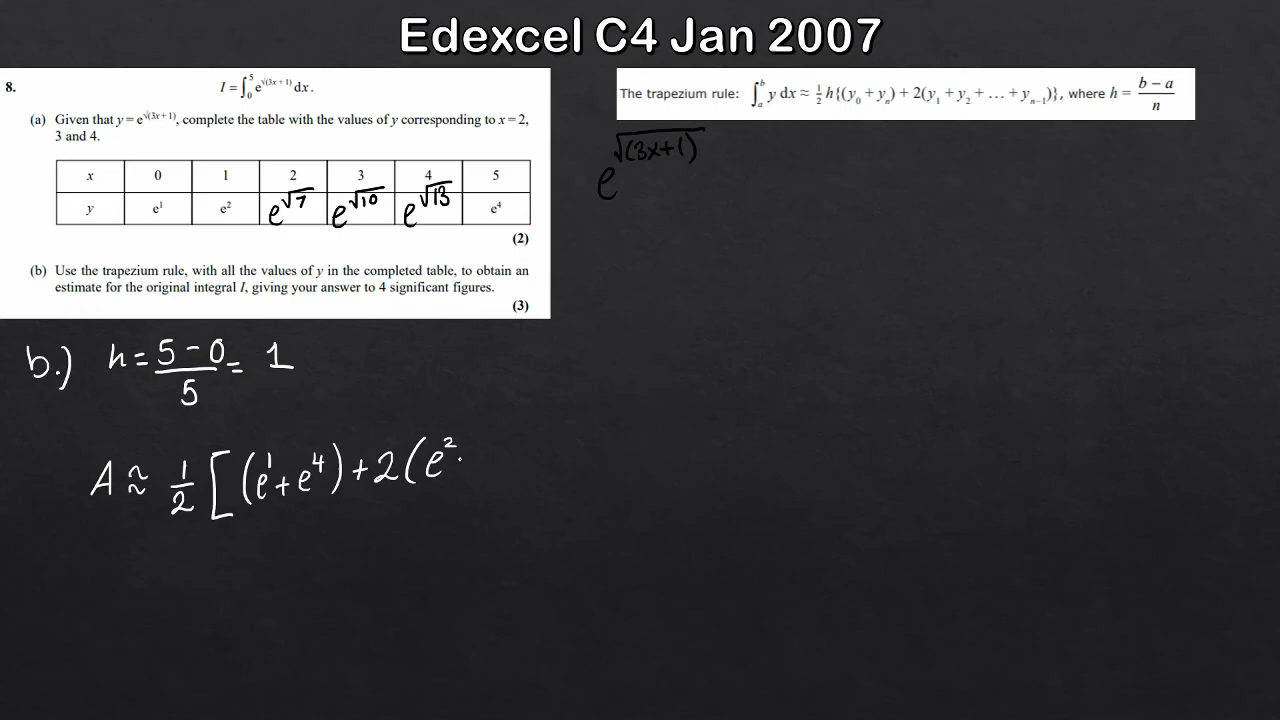 Edexcel C4 Jan 2007
8. I = ∫₀⁵ e^√(3x + 1) dx.
(a) Given that y = e^√(3x + 1), complete the table with the values of y corresponding to x = 2,
3 and 4.
x 0 1 2 3 4 5
y e¹ e² e^√7 e^√10 e^√13 e⁴
(2)
(b) Use the trapezium rule, with all the values of y in the completed table, to obtain an
estimate for the original integral I, giving your answer to 4 significant figures.
(3)
The trapezium rule: ∫ₐᵇ y dx ≈ ½ h{(y₀ + yₙ) + 2(y₁ + y₂ + … + yₙ₋₁)}, where h = (b − a)/n
e^√(3x+1)
b.) h = (5 − 0)/5 = 1
A ≈ 1/2 [(e¹ + e⁴) + 2(e²